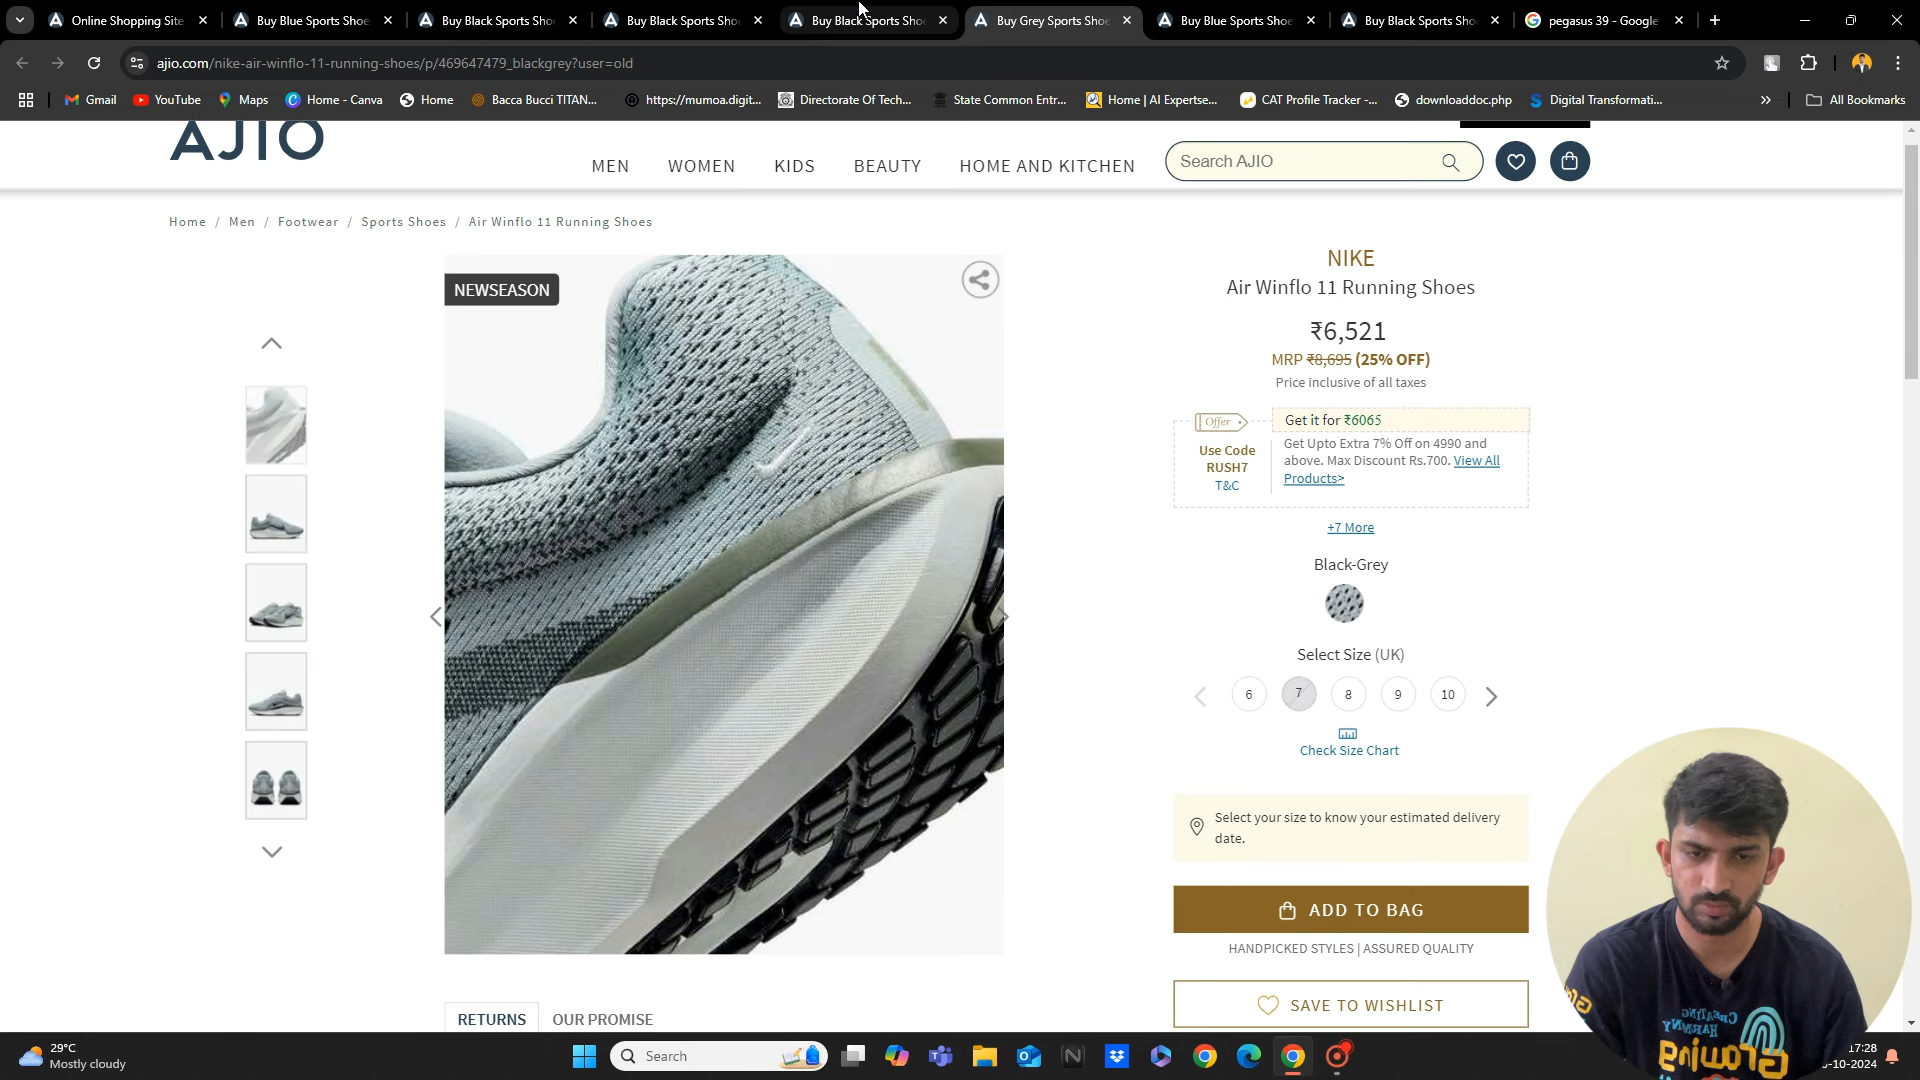 Online Shopping Site
Buy Blue Sports Shoe
Buy Black Sports Sho
Buy Black Sports Sho
Buy Black Sports Sho
Buy Grey Sports Shoe
Buy Blue Sports Shoe
Buy Black Sports Sho
pegasus 39 - Google
ajio.com/nike-air-winflo-11-running-shoes/p/469647479_blackgrey?user=old
Gmail
YouTube
Maps
Home - Canva
Home
Bacca Bucci TITAN...
https://mumoa.digit...
Directorate Of Tech...
State Common Entr...
Home | AI Expertse...
CAT Profile Tracker -...
downloaddoc.php
Digital Transformati...
All Bookmarks
AJIO
MEN
WOMEN
KIDS
BEAUTY
HOME AND KITCHEN
Search AJIO
Home / Men / Footwear / Sports Shoes / Air Winflo 11 Running Shoes
NEWSEASON
NIKE
Air Winflo 11 Running Shoes
₹6,521
MRP ₹8,695 (25% OFF)
Price inclusive of all taxes
Offer
Get it for ₹6065
Use Code
RUSH7
T&C
Get Upto Extra 7% Off on 4990 and
above. Max Discount Rs.700. View All
Products>
+7 More
Black-Grey
Select Size (UK)
6 7 8 9 10
Check Size Chart
Select your size to know your estimated delivery
date.
ADD TO BAG
HANDPICKED STYLES | ASSURED QUALITY
SAVE TO WISHLIST
RETURNS
OUR PROMISE
29°C
Mostly cloudy
Search
17:28
-10-2024